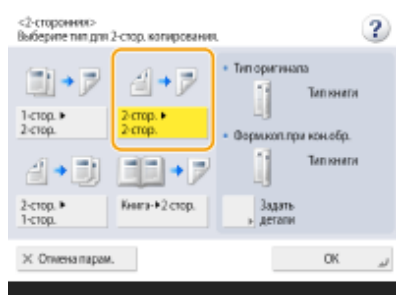 <2-сторонняя>
Выберите тип для 2-стор. копирования.
?
Тип оригинала
Тип книги
1-стор. ►
2-стор.
2-стор. ►
2-стор.
Форм.коп.при кон.обр.
Тип книги
2-стор. ►
1-стор.
Книга►2 стор.
Задать
детали
× Отмена парам.
OK